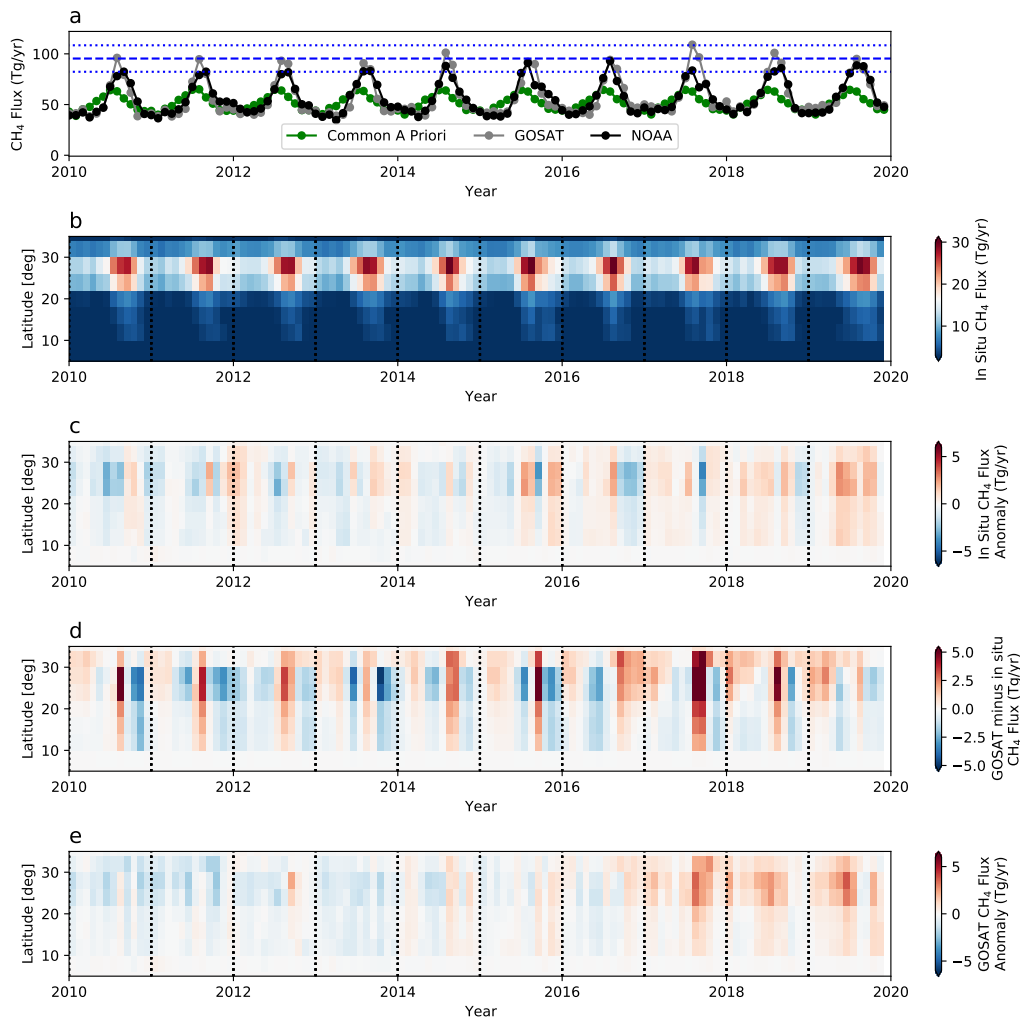 a
CH₄ Flux (Tg/yr)
100
50
0
Common A Priori
GOSAT
NOAA
2010 2012 2014 2016 2018 2020
Year
b
Latitude [deg]
30
20
10
2010 2012 2014 2016 2018 2020
Year
30
20
10
In Situ CH₄ Flux (Tg/yr)
c
Latitude [deg]
30
20
10
2010 2012 2014 2016 2018 2020
Year
5
0
−5
In Situ CH₄ Flux
Anomaly (Tg/yr)
d
Latitude [deg]
30
20
10
2010 2012 2014 2016 2018 2020
Year
5.0
2.5
0.0
−2.5
−5.0
GOSAT minus in situ
CH₄ Flux (Tg/yr)
e
Latitude [deg]
30
20
10
2010 2012 2014 2016 2018 2020
Year
5
0
−5
GOSAT CH₄ Flux
Anomaly (Tg/yr)